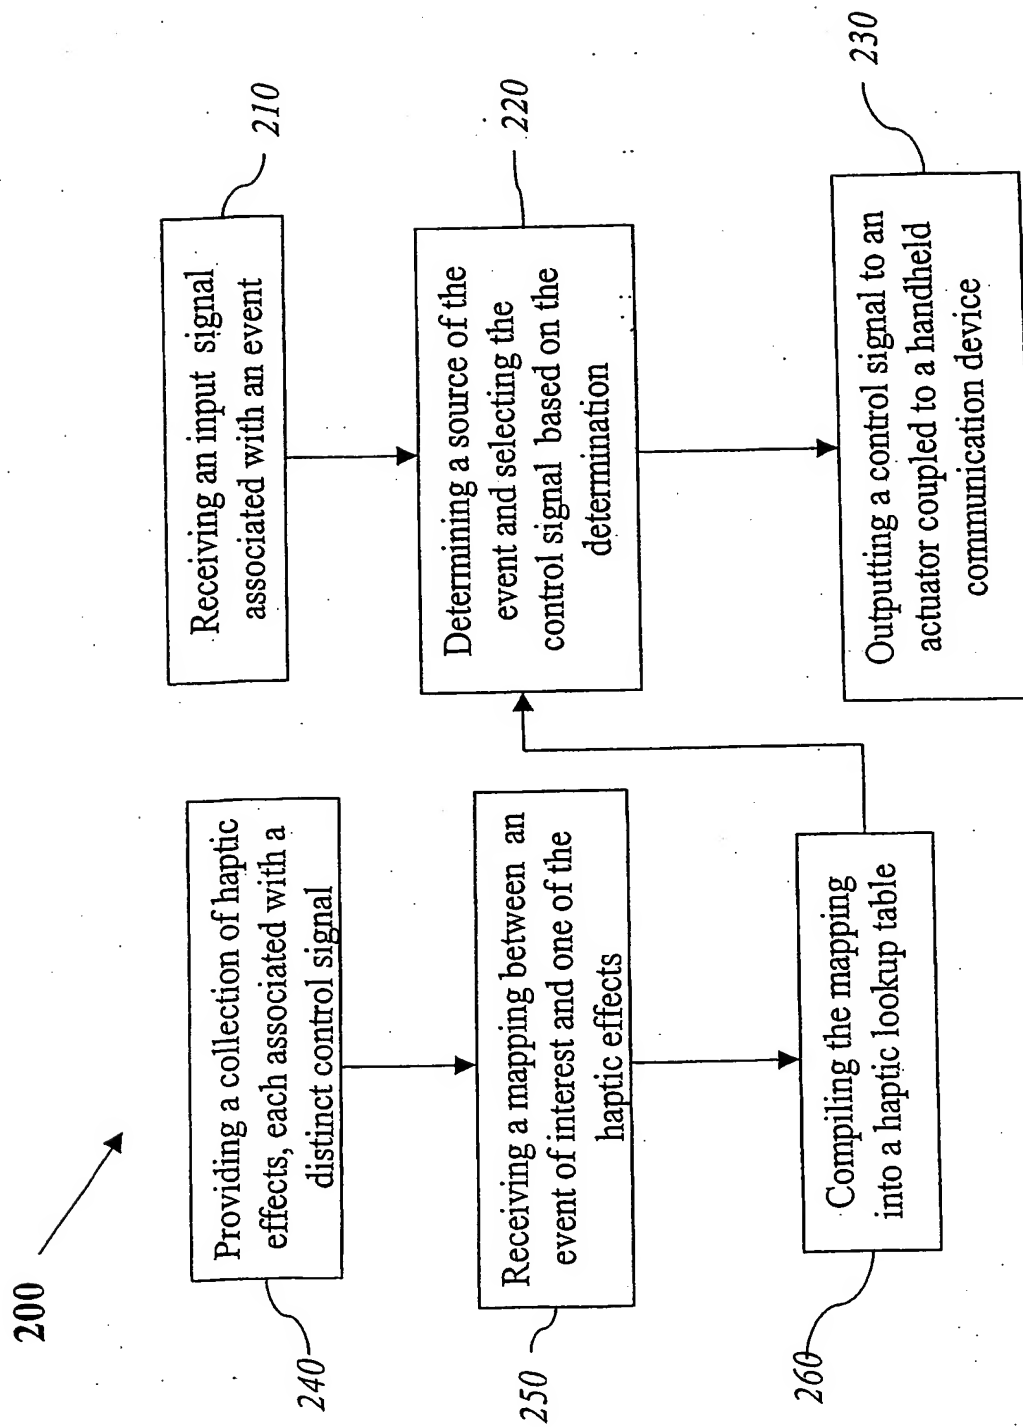 200
240
Providing a collection of haptic
effects, each associated with a
distinct control signal
250
Receiving a mapping between an
event of interest and one of the
haptic effects
260
Compiling the mapping
into a haptic lookup table
210
Receiving an input signal
associated with an event
220
Determining a source of the
event and selecting the
control signal based on the
determination
230
Outputting a control signal to an
actuator coupled to a handheld
communication device